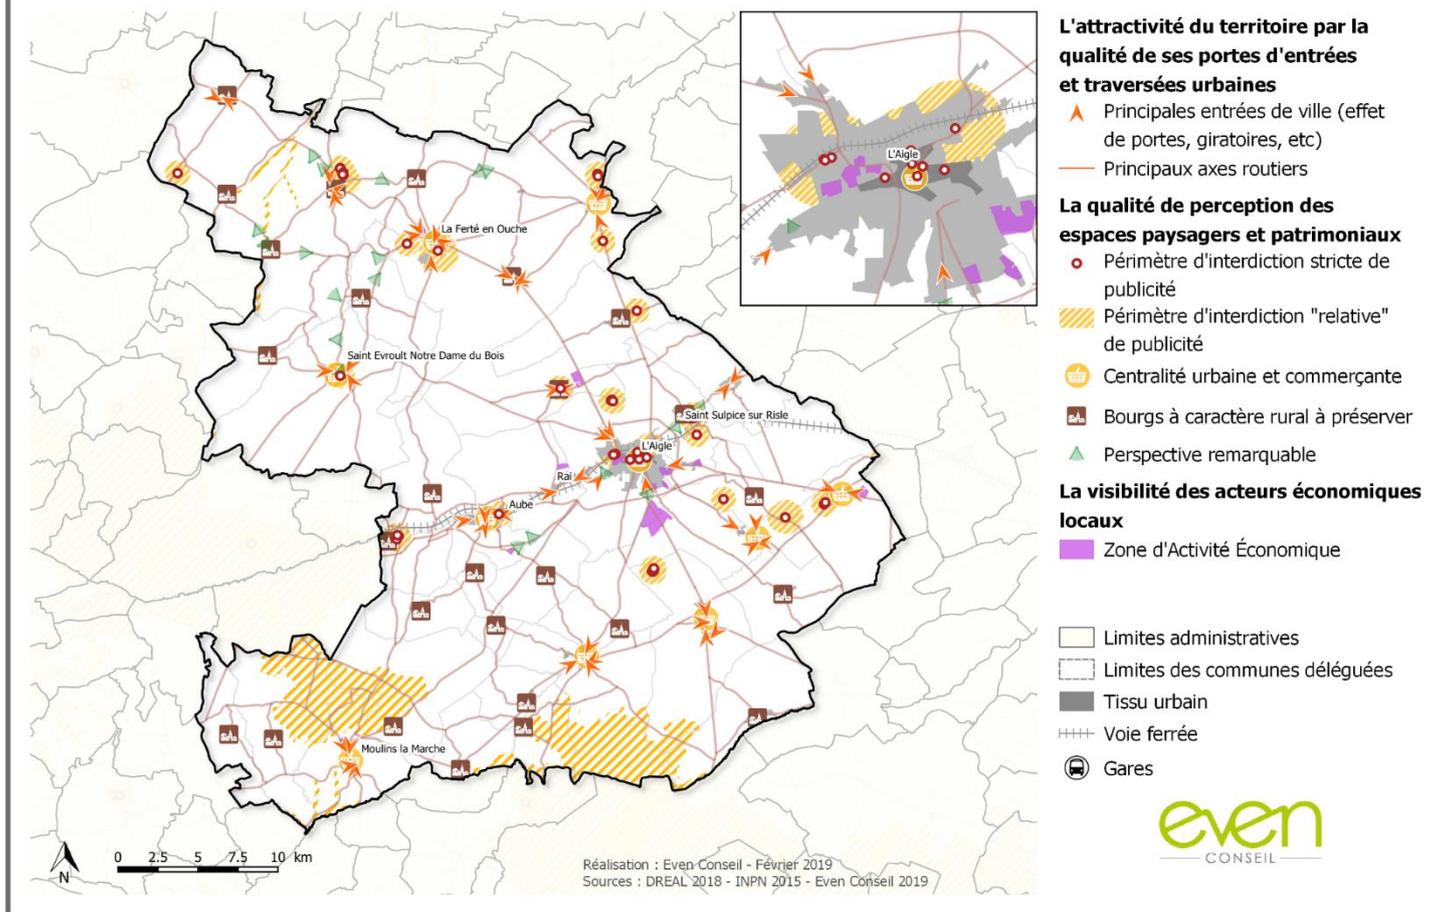 L'Aigle
La Ferté en Ouche
Saint Evroult Notre Dame du Bois
Saint Sulpice sur Risle
L'Aigle
Rai
Aube
Moulins la Marche
N
0 2.5 5 7.5 10 km
Réalisation : Even Conseil - Février 2019
Sources : DREAL 2018 - INPN 2015 - Even Conseil 2019
L'attractivité du territoire par la
qualité de ses portes d'entrées
et traversées urbaines
Principales entrées de ville (effet
de portes, giratoires, etc)
Principaux axes routiers
La qualité de perception des
espaces paysagers et patrimoniaux
Périmètre d'interdiction stricte de
publicité
Périmètre d'interdiction "relative"
de publicité
Centralité urbaine et commerçante
Bourgs à caractère rural à préserver
Perspective remarquable
La visibilité des acteurs économiques
locaux
Zone d'Activité Économique
Limites administratives
Limites des communes déléguées
Tissu urbain
Voie ferrée
Gares
even
CONSEIL